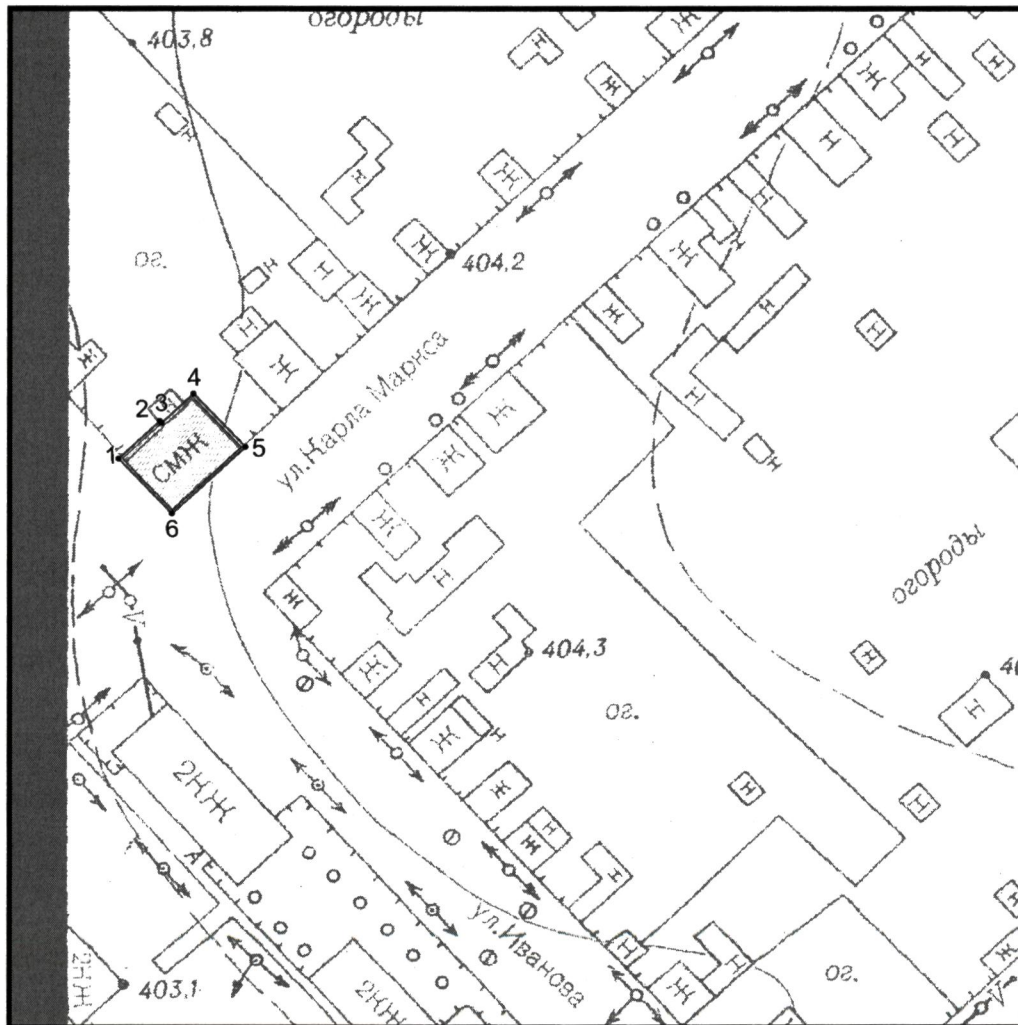 огороды
403,8
Ж
Ж
Н
Н
Н
Н
Ж
Н
Н
Н
Н
Ж
Ж
Н
ог.
404,2
Н
Н
Ж
Н
Н
Ж
Н
Н
Ж
Ж
Н
Ж
ул.Карла Маркса
4
2 3
Н
1
СМЖ
5
6
Ж
Ж
Н
Ж
Н
огороды
Ж
404,3
Н
Ж
Н
Н
ог.
Н
Ж
Н
2НЖ
Ж
Н
Н
Н
Ж
Н
ул.Иванова
Н
Н
Ж
Ж
ог.
2НЖ
403,1
2НЖ